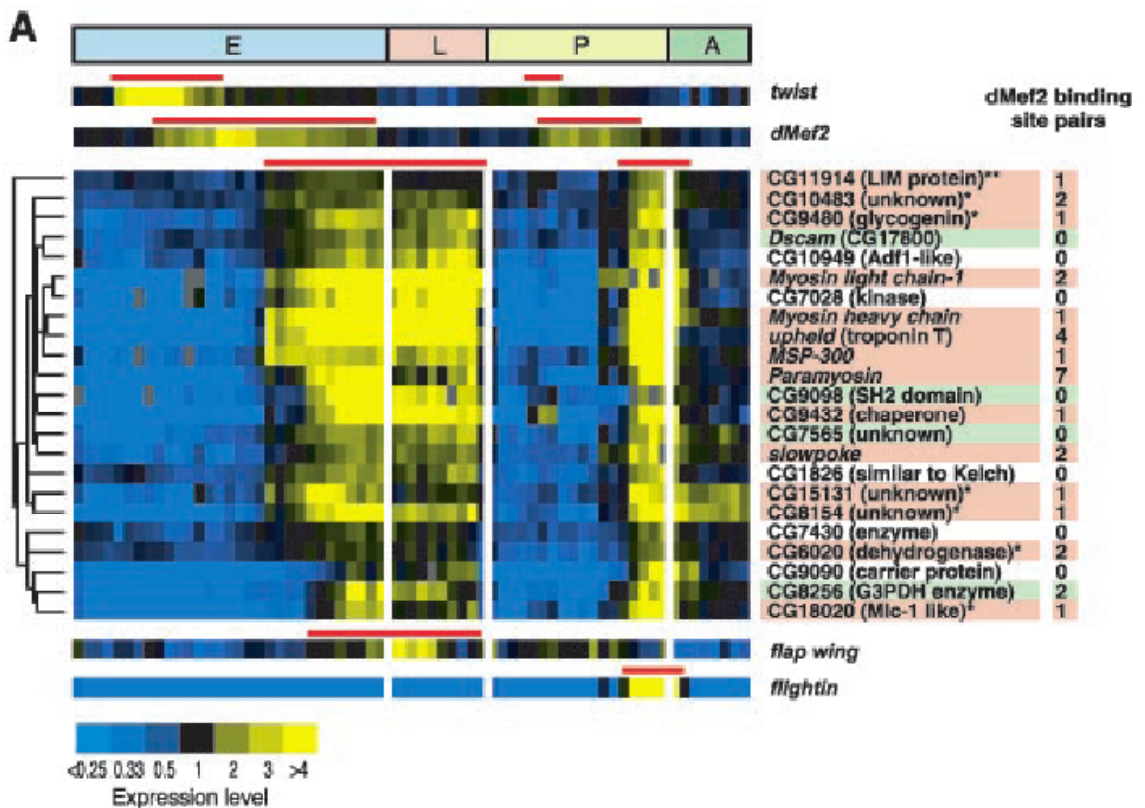 A
E L P A
twist
dMef2 binding
site pairs
dMef2
CG11914 (LIM protein)** 1
CG10483 (unknown)* 2
CG9480 (glycogenin)* 1
Dscam (CG17800) 0
CG10949 (Adf1-like) 0
Myosin light chain-1 2
CG7028 (kinase) 0
Myosin heavy chain 1
upheld (troponin T) 4
MSP-300 1
Paramyosin 7
CG9098 (SH2 domain) 0
CG9432 (chaperone) 1
CG7565 (unknown) 0
slowpoke 2
CG1826 (similar to Kelch) 0
CG15131 (unknown)* 1
CG8154 (unknown)* 1
CG7430 (enzyme) 0
CG6020 (dehydrogenase)* 2
CG9090 (carrier protein) 0
CG8256 (G3PDH enzyme) 2
CG18020 (Mlc-1 like)* 1
flap wing
flightin
<0.25 0.33 0.5 1 2 3 >4
Expression level